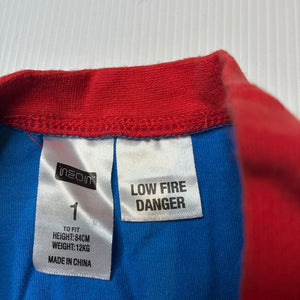 neon
1
TO FIT
HEIGHT: 84CM
WEIGHT: 12KG
MADE IN CHINA
LOW FIRE
DANGER